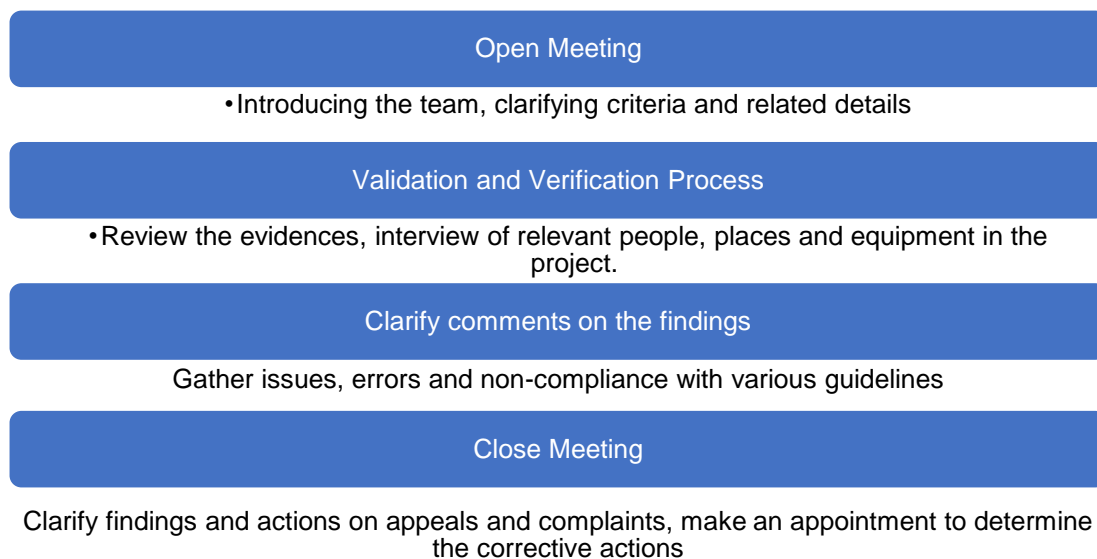 Open Meeting
•Introducing the team, clarifying criteria and related details
Validation and Verification Process
•Review the evidences, interview of relevant people, places and equipment in the
project.
Clarify comments on the findings
Gather issues, errors and non-compliance with various guidelines
Close Meeting
Clarify findings and actions on appeals and complaints, make an appointment to determine
the corrective actions